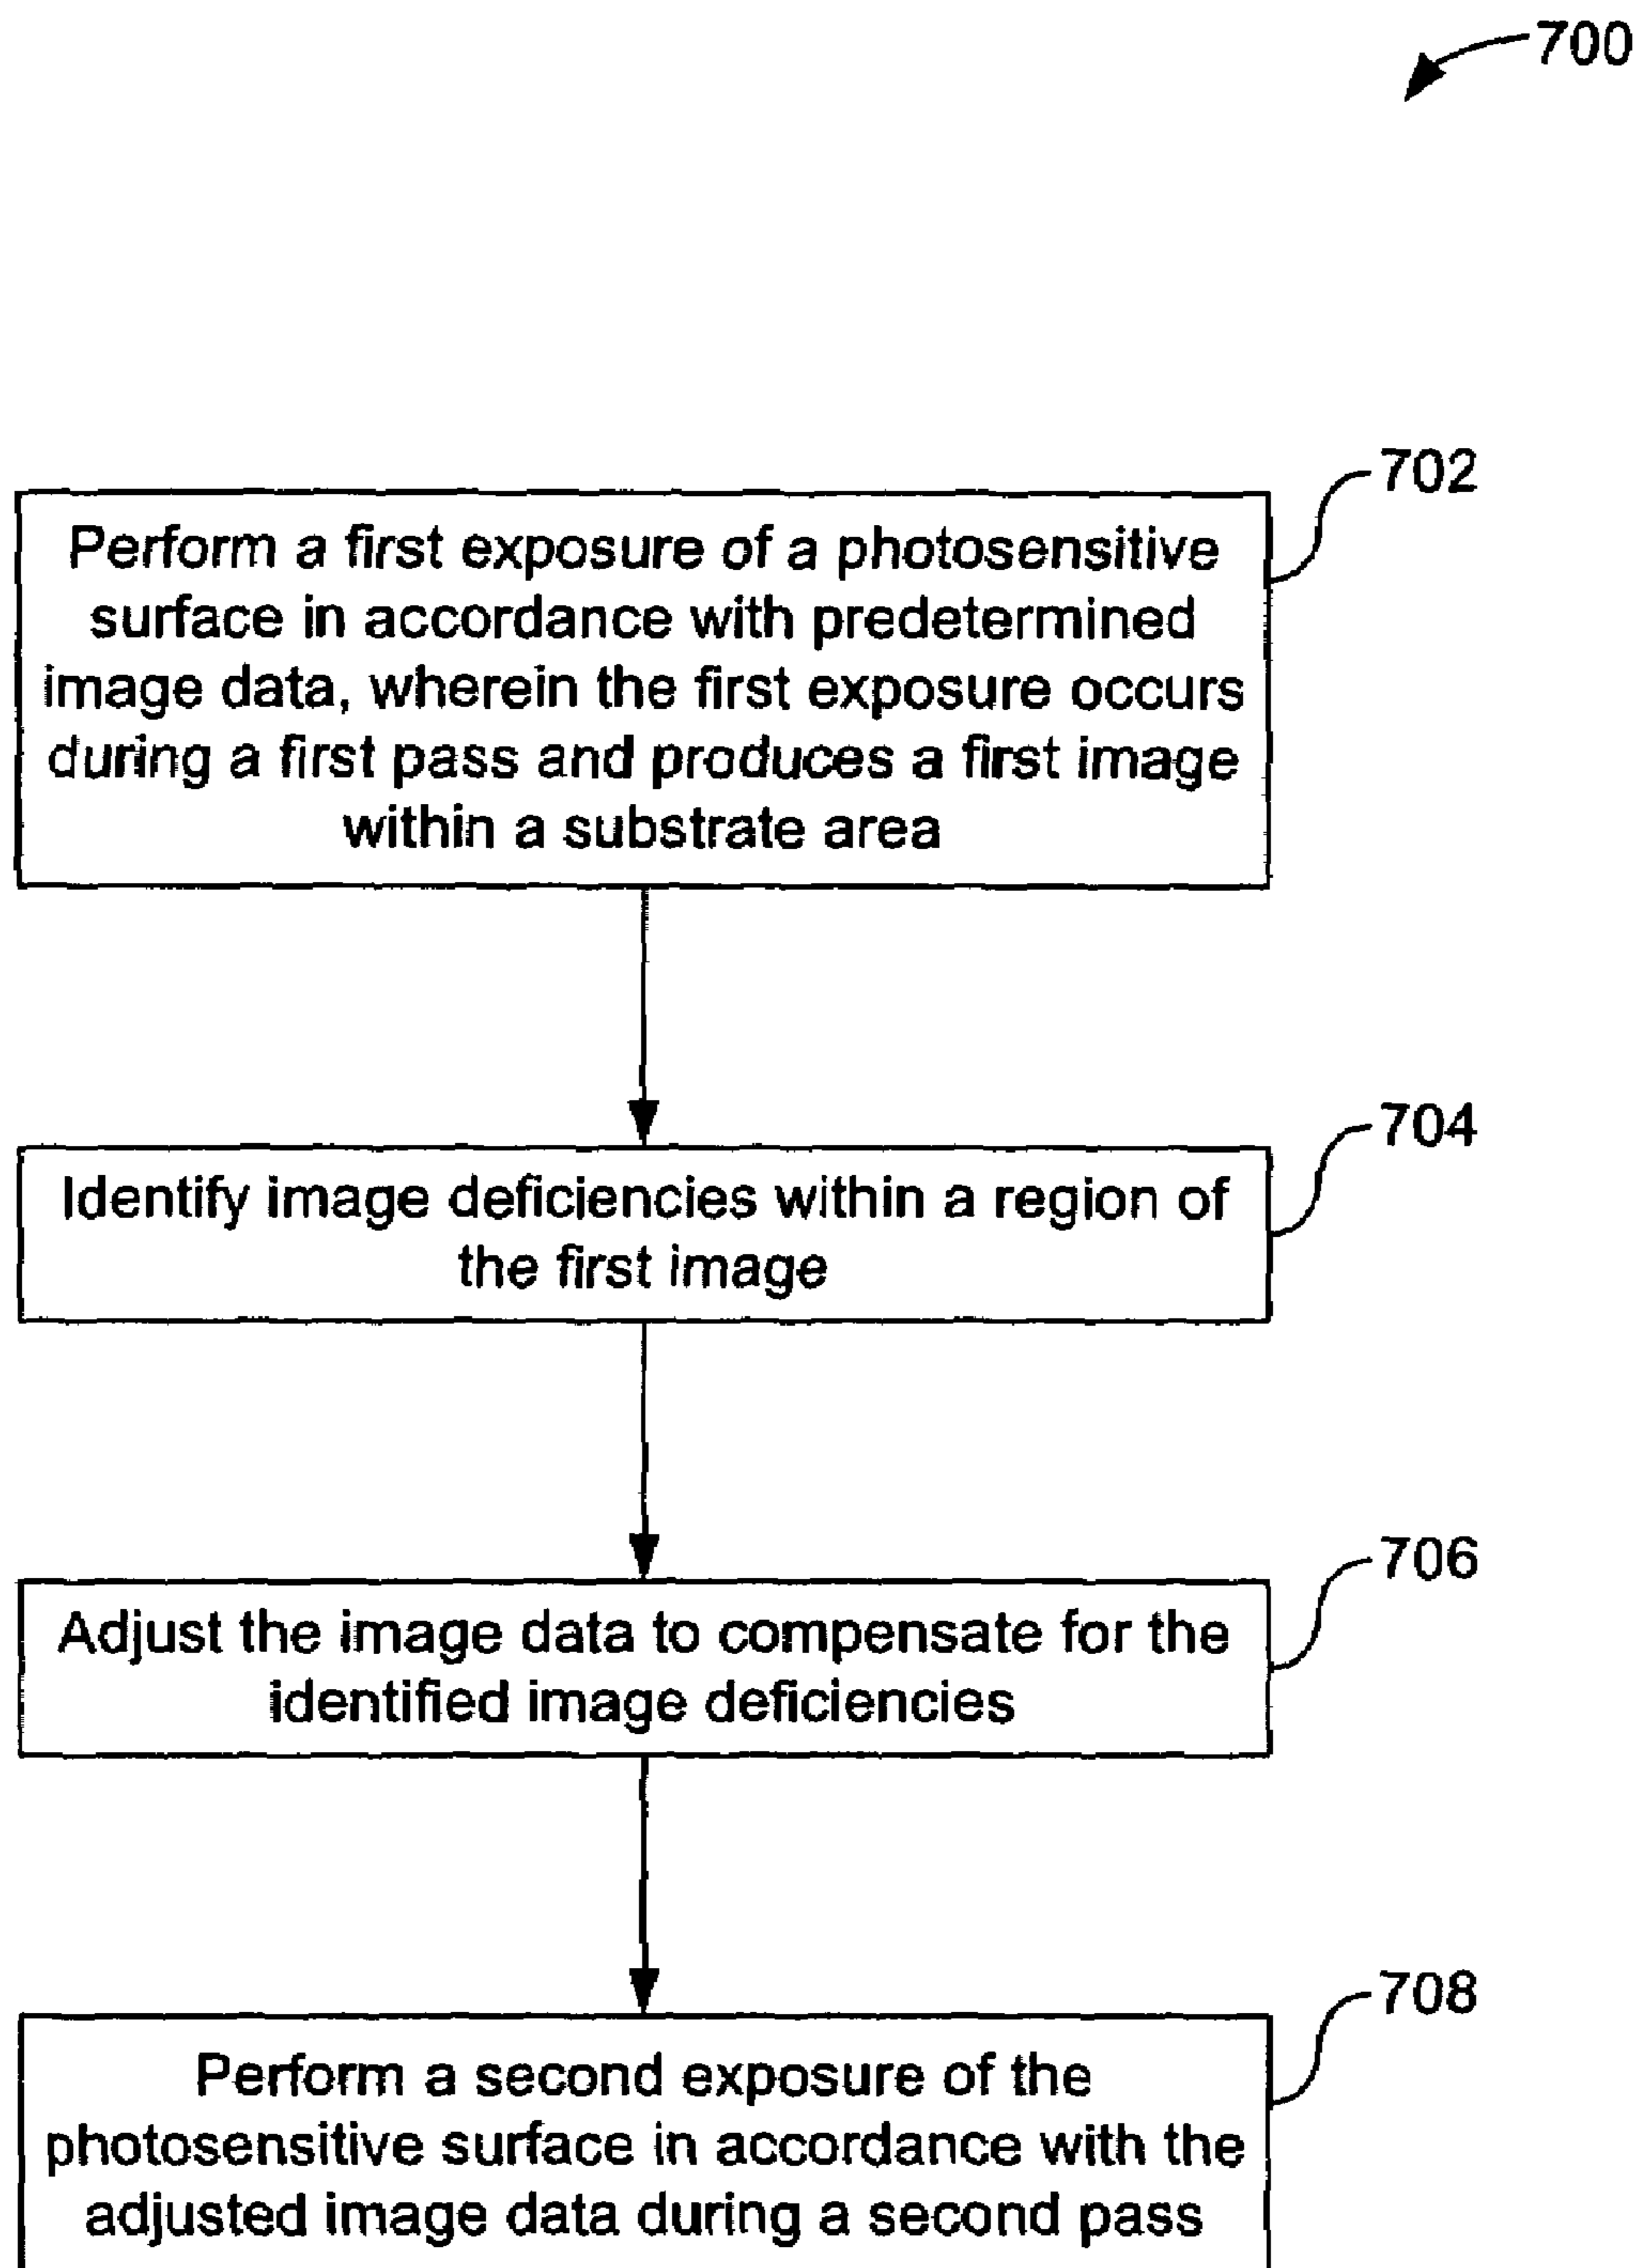 700
702
Perform a first exposure of a photosensitive
surface in accordance with predetermined
image data, wherein the first exposure occurs
during a first pass and produces a first image
within a substrate area
704
Identify image deficiencies within a region of
the first image
706
Adjust the image data to compensate for the
identified image deficiencies
708
Perform a second exposure of the
photosensitive surface in accordance with the
adjusted image data during a second pass